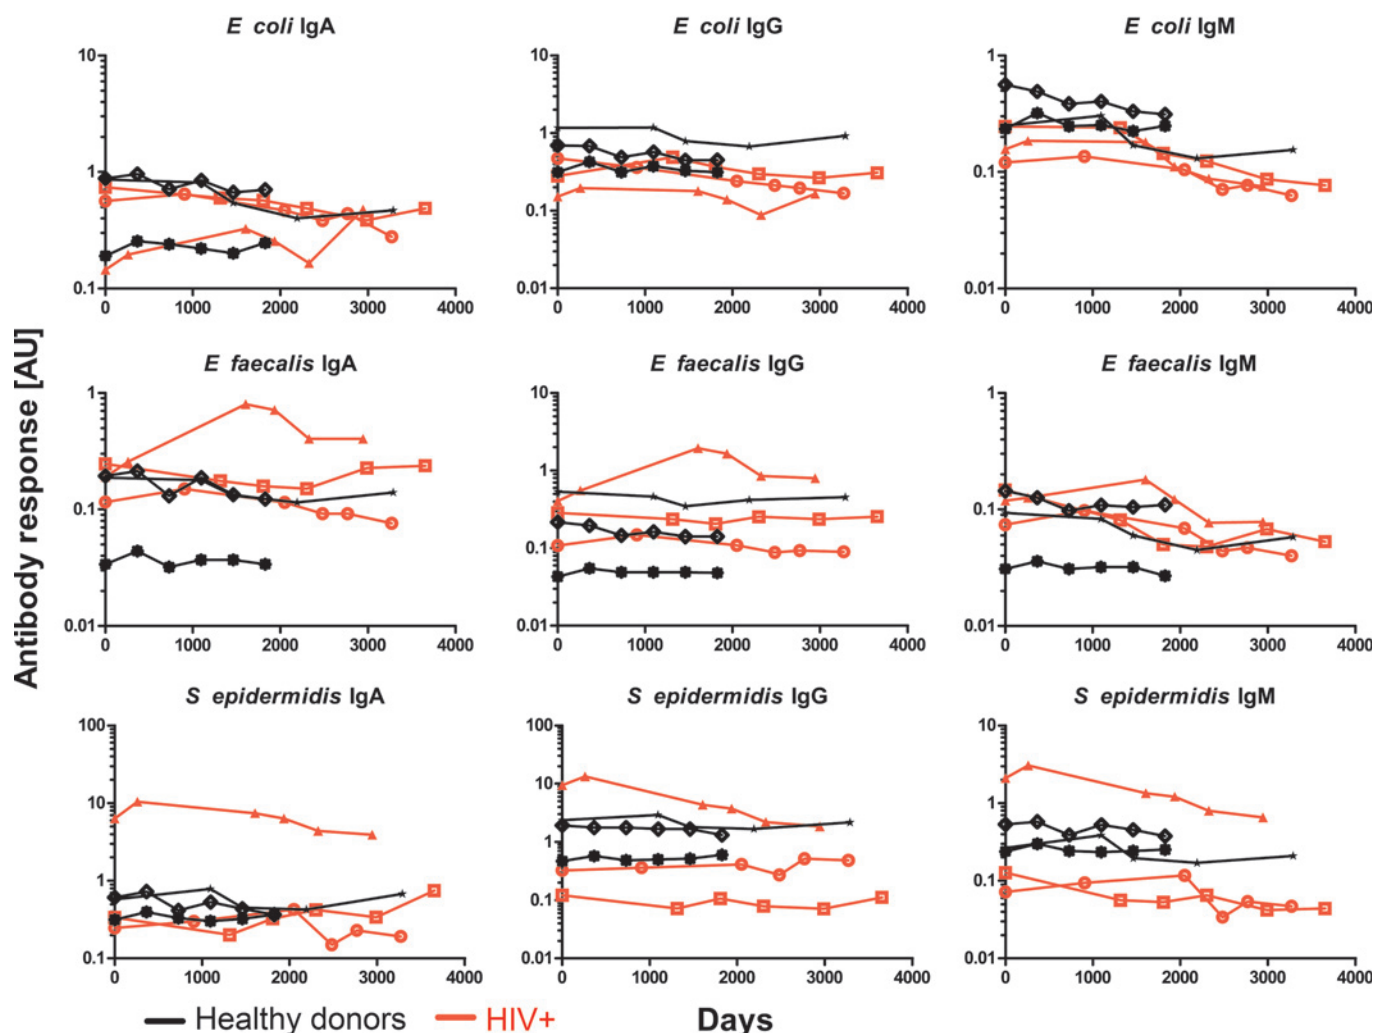 E coli IgA
E coli IgG
E coli IgM
10
1
0.1
0 1000 2000 3000 4000
10
1
0.1
0.01
0 1000 2000 3000 4000
1
0.1
0.01
0 1000 2000 3000 4000
Antibody response [AU]
E faecalis IgA
E faecalis IgG
E faecalis IgM
1
0.1
0.01
0 1000 2000 3000 4000
10
1
0.1
0.01
0 1000 2000 3000 4000
1
0.1
0.01
0 1000 2000 3000 4000
S epidermidis IgA
S epidermidis IgG
S epidermidis IgM
100
10
1
0.1
0 1000 2000 3000 4000
100
10
1
0.1
0.01
0 1000 2000 3000 4000
10
1
0.1
0.01
0 1000 2000 3000 4000
Healthy donors HIV+ Days